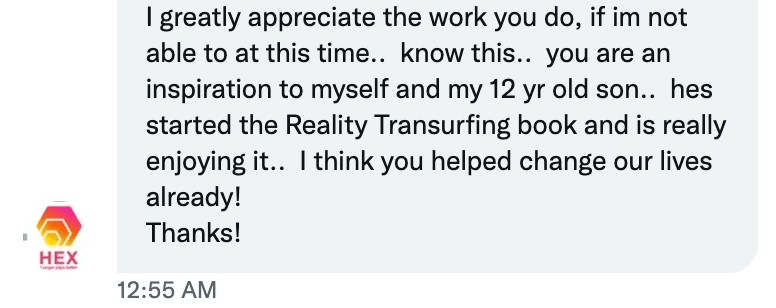 I greatly appreciate the work you do, if im not
able to at this time.. know this.. you are an
inspiration to myself and my 12 yr old son.. hes
started the Reality Transurfing book and is really
enjoying it.. I think you helped change our lives
already!
Thanks!
HEX
12:55 AM